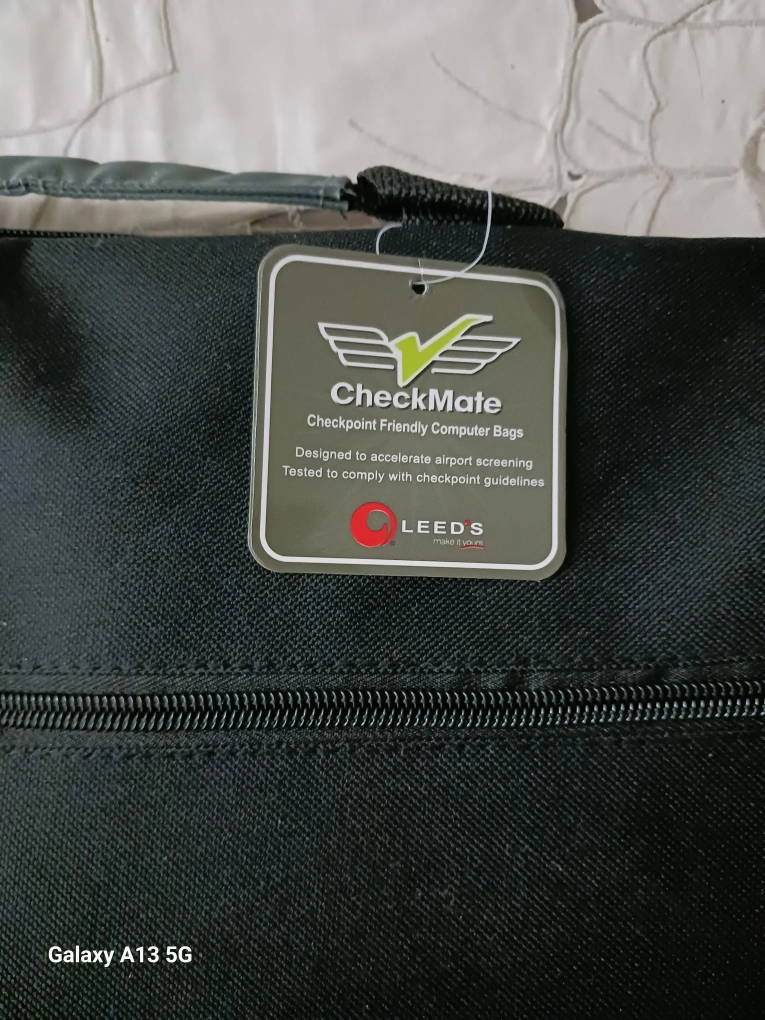 CheckMate
Checkpoint Friendly Computer Bags
Designed to accelerate airport screening
Tested to comply with checkpoint guidelines
LEED'S
make it yours
Galaxy A13 5G